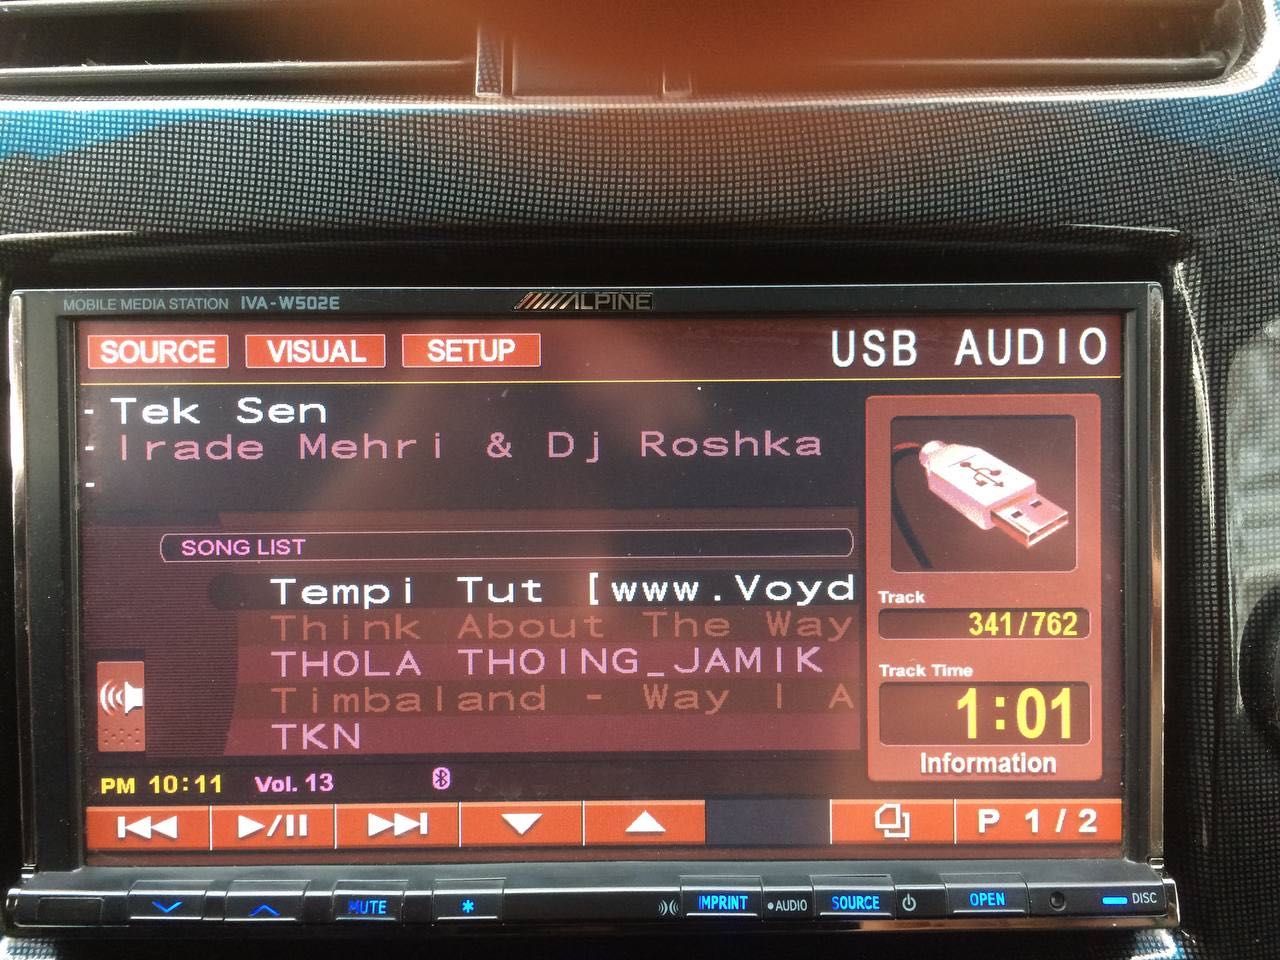 MOBILE MEDIA STATION IVA-W502E ALPINE
SOURCE VISUAL SETUP USB AUDIO
- Tek Sen
- Irade Mehri & Dj Roshka
-
SONG LIST
Tempi Tut [www.Voyd
Think About The Way
THOLA THOING_JAMIK
Timbaland - Way I A
TKN
Track
341/762
Track Time
1:01
Information
PM 10:11 Vol. 13
P 1/2
MUTE * IMPRINT •AUDIO SOURCE OPEN DISC